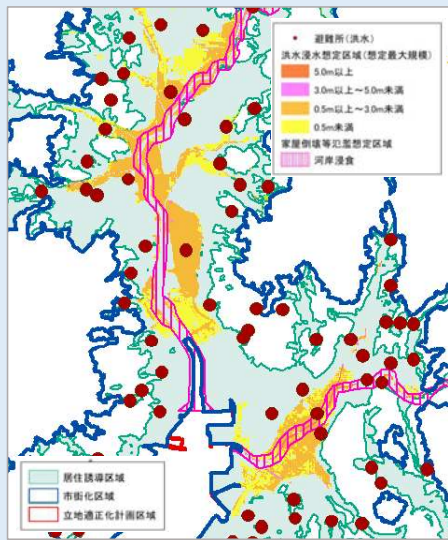 避難所(洪水)
洪水浸水想定区域(想定最大規模)
5.0m以上
3.0m以上~5.0m未満
0.5m以上~3.0m未満
0.5m未満
家屋倒壊等氾濫想定区域
河岸浸食
居住誘導区域
市街化区域
立地適正化計画区域